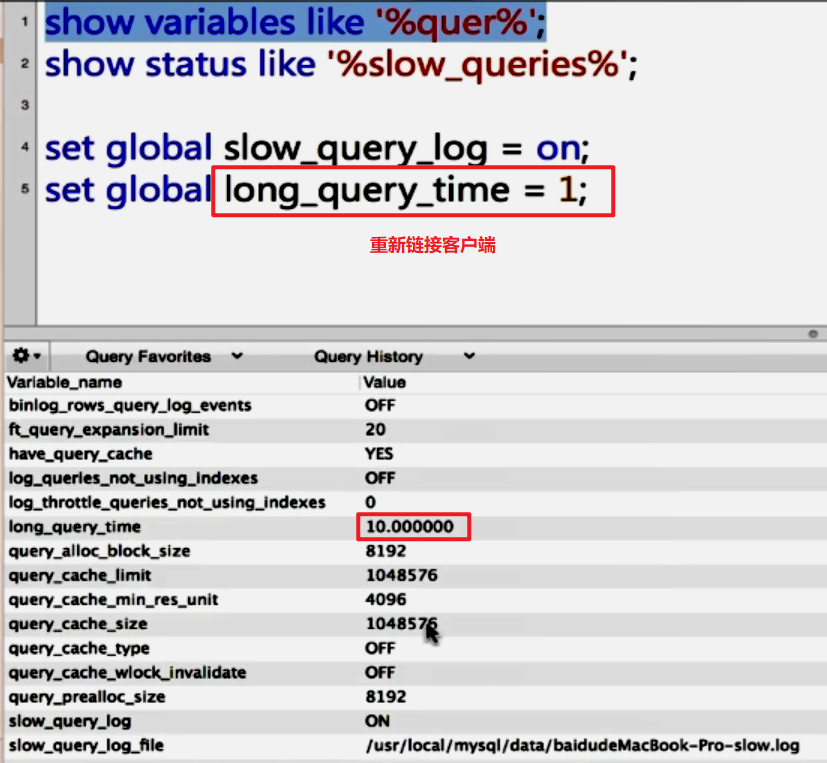 1 show variables like '%quer%';
2 show status like '%slow_queries%';
3
4 set global slow_query_log = on;
5 set global long_query_time = 1;
重新链接客户端
Query Favorites Query History
Variable_name Value
binlog_rows_query_log_events OFF
ft_query_expansion_limit 20
have_query_cache YES
log_queries_not_using_indexes OFF
log_throttle_queries_not_using_indexes 0
long_query_time 10.000000
query_alloc_block_size 8192
query_cache_limit 1048576
query_cache_min_res_unit 4096
query_cache_size 1048576
query_cache_type OFF
query_cache_wlock_invalidate OFF
query_prealloc_size 8192
slow_query_log ON
slow_query_log_file /usr/local/mysql/data/baidudeMacBook-Pro-slow.log